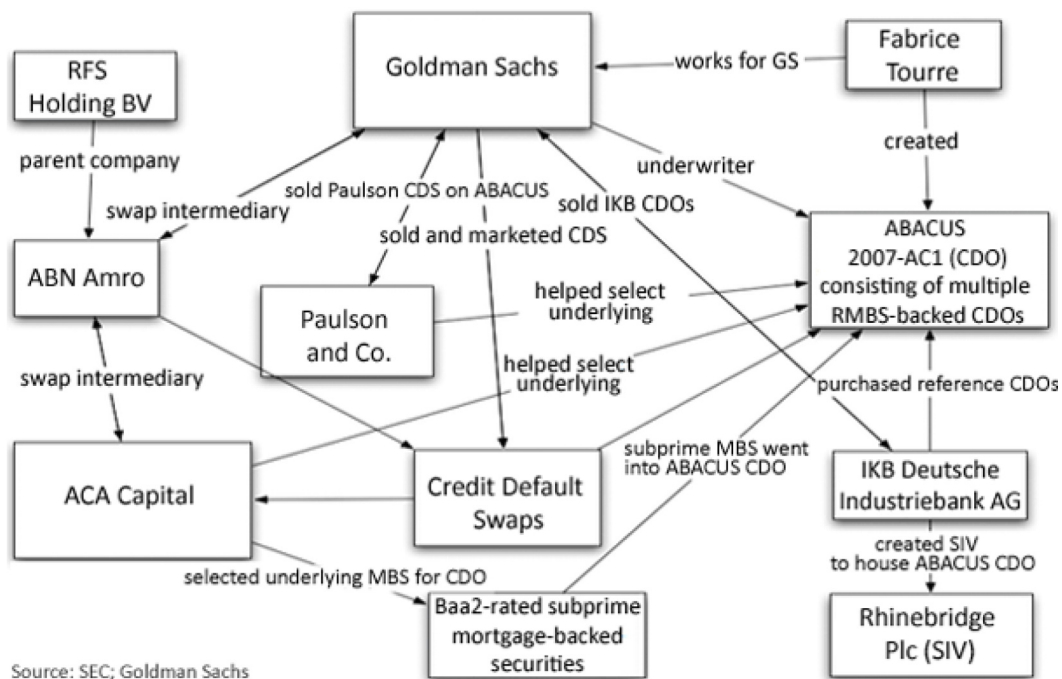 RFS
Holding BV
Goldman Sachs
works for GS
Fabrice
Tourre
parent company
created
underwriter
sold Paulson CDS on ABACUS
swap intermediary
sold IKB CDOs
sold and marketed CDS
ABN Amro
ABACUS
2007-AC1 (CDO)
consisting of multiple
RMBS-backed CDOs
Paulson
and Co.
helped select
underlying
swap intermediary
helped select
underlying
purchased reference CDOs
ACA Capital
Credit Default
Swaps
subprime MBS went
into ABACUS CDO
IKB Deutsche
Industriebank AG
created SIV
to house ABACUS CDO
selected underlying MBS for CDO
Baa2-rated subprime
mortgage-backed
securities
Rhinebridge
Plc (SIV)
Source: SEC; Goldman Sachs